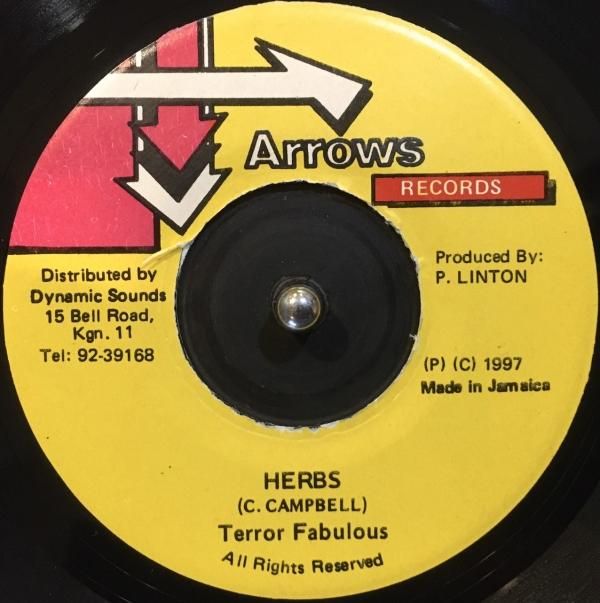 Arrows
RECORDS
Distributed by
Dynamic Sounds
15 Bell Road,
Kgn. 11
Tel: 92-39168
Produced By:
P. LINTON
(P) (C) 1997
Made in Jamaica
HERBS
(C. CAMPBELL)
Terror Fabulous
All Rights Reserved